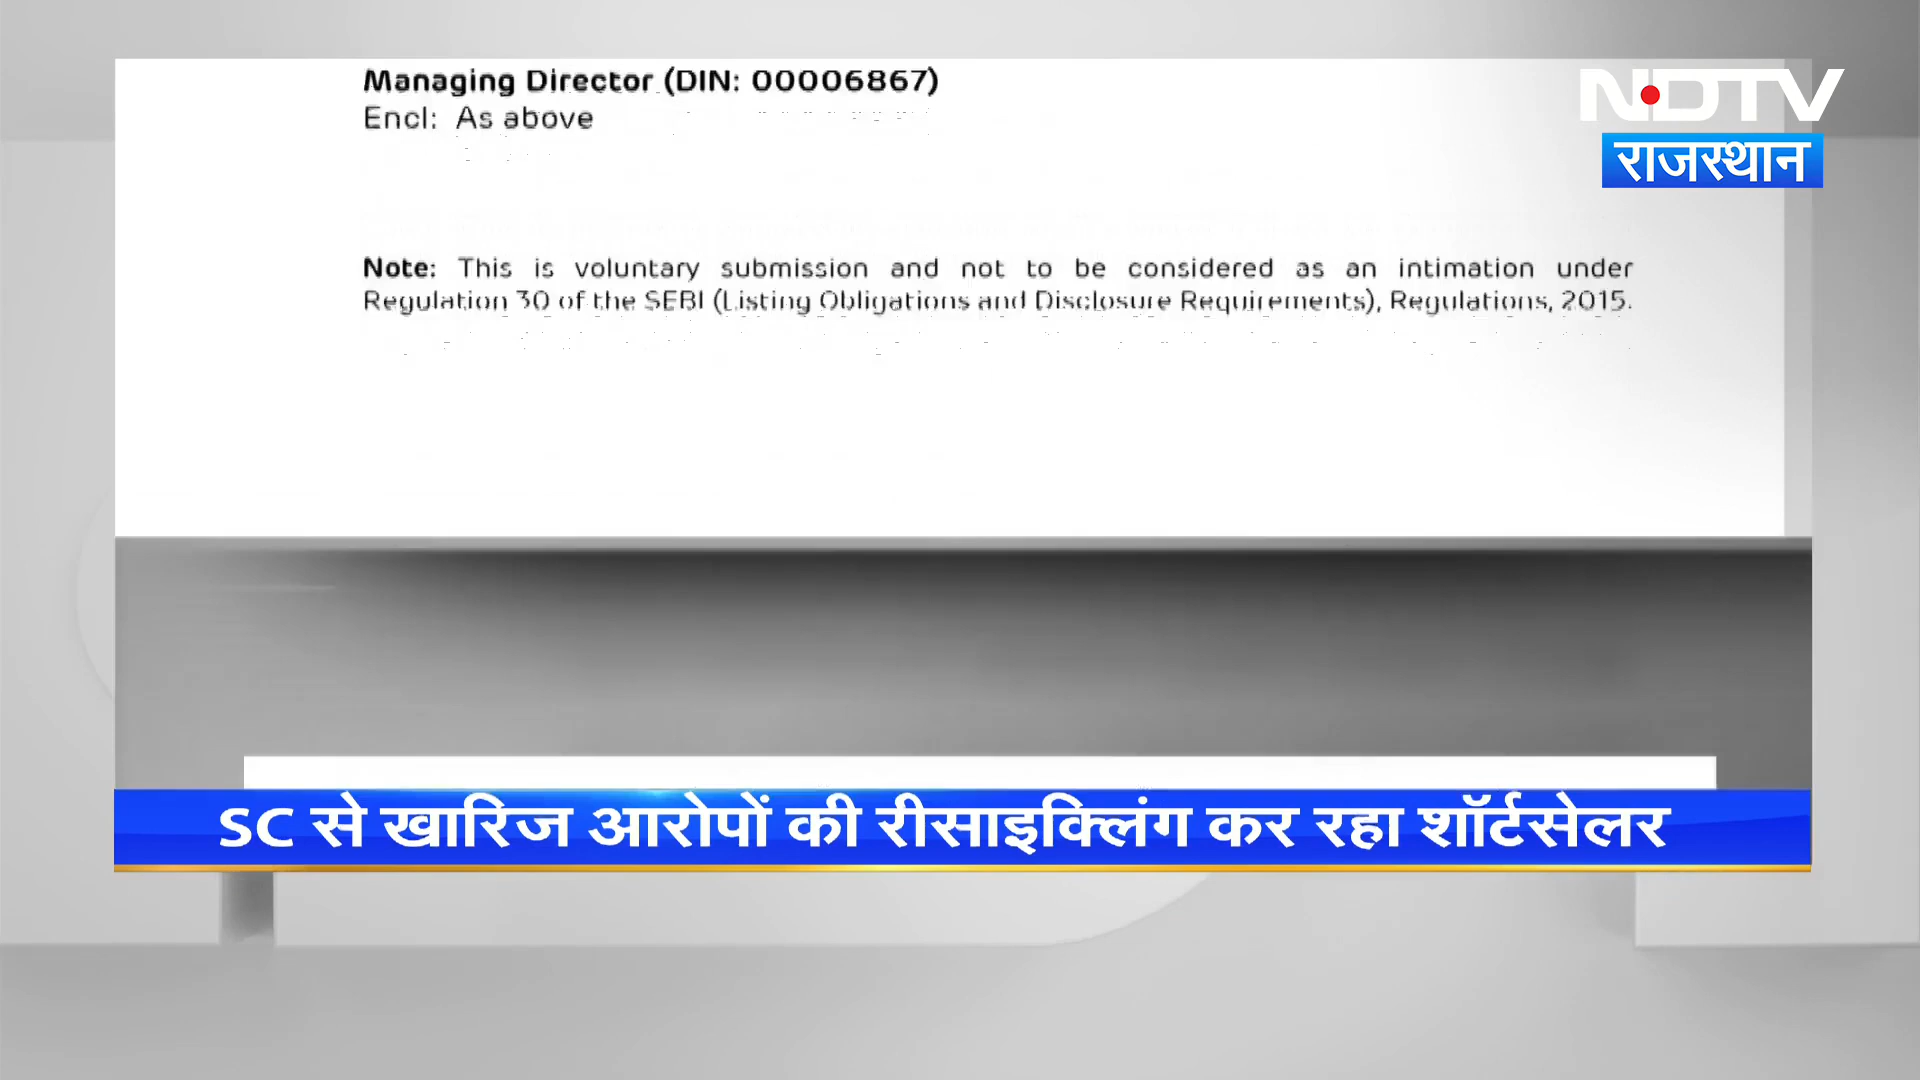 Managing Director (DIN: 00006867)
Encl: As above
NDTV
राजस्थान
Note: This is voluntary submission and not to be considered as an intimation under
Regulation 30 of the SEBI (Listing Obligations and Disclosure Requirements), Regulations, 2015.
SC से खारिज आरोपों की रीसाइक्लिंग कर रहा शॉर्टसेलर